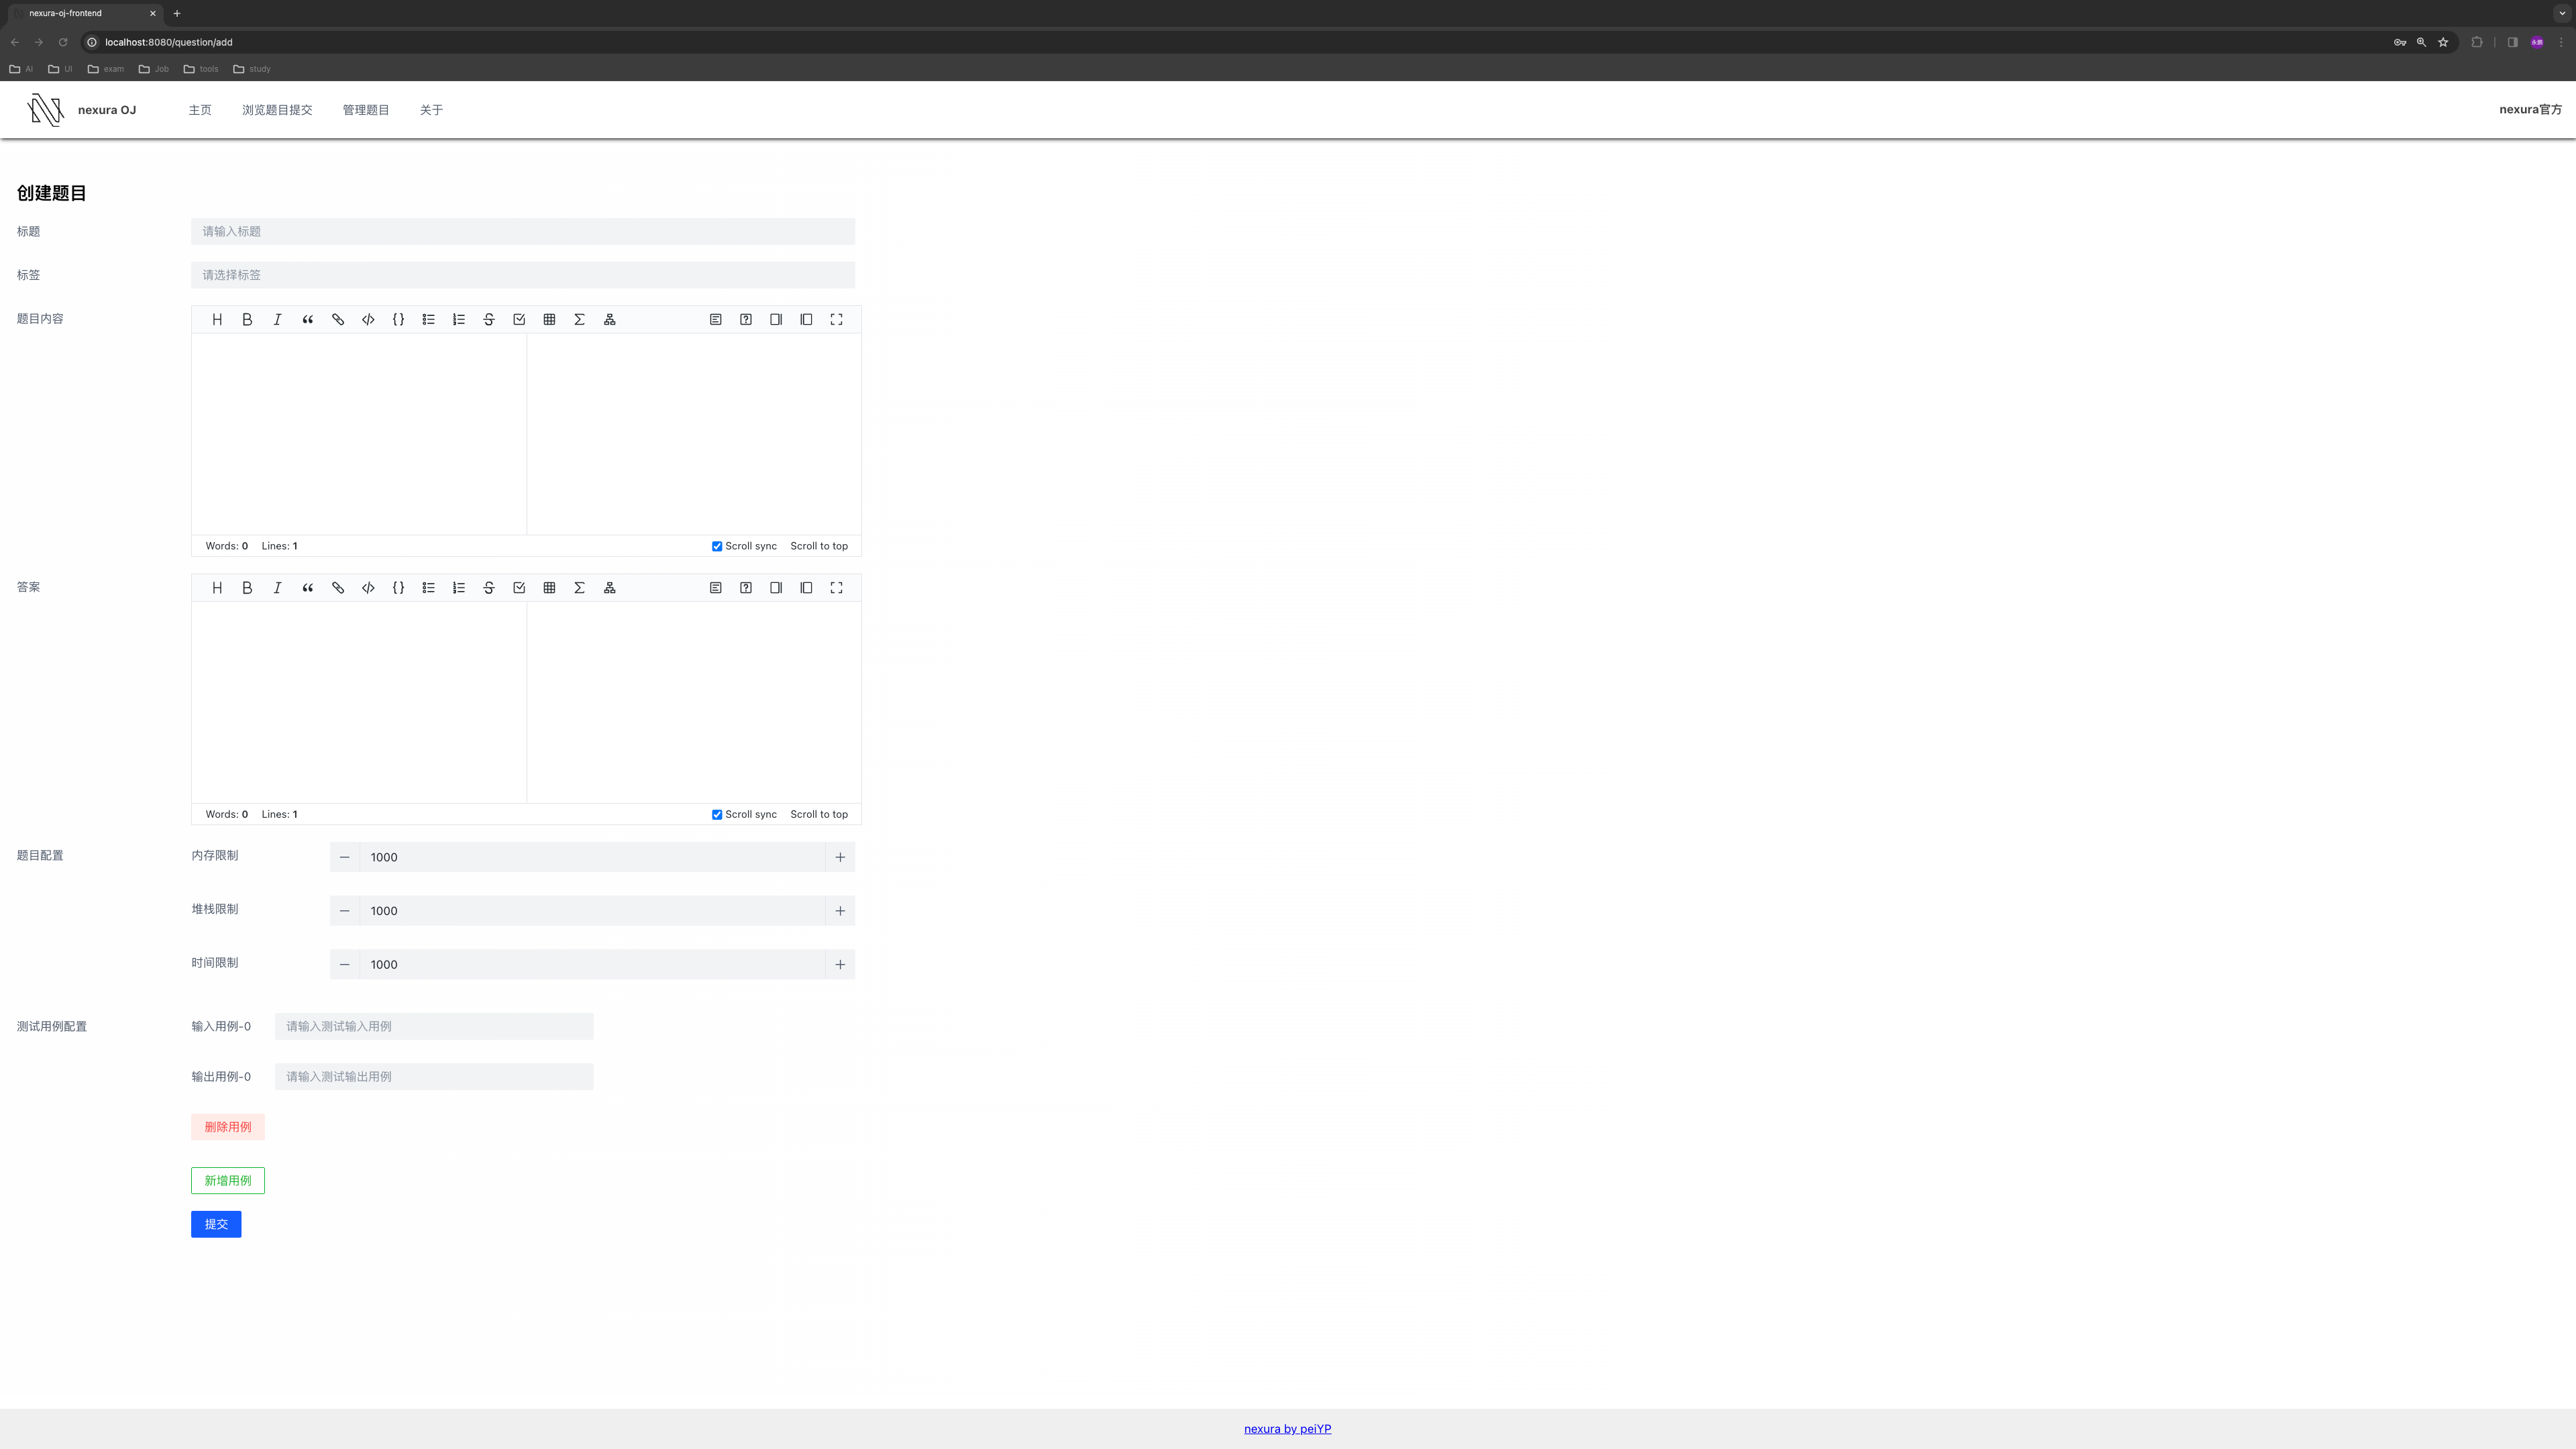 nexura-oj-frontend
localhost:8080/question/add
永鹏
AI UI exam Job tools study
nexura OJ 主页 浏览题目提交 管理题目 关于 nexura官方
创建题目
标题 请输入标题
标签 请选择标签
题目内容
Words: 0 Lines: 1 Scroll sync Scroll to top
答案
Words: 0 Lines: 1 Scroll sync Scroll to top
题目配置 内存限制 1000
堆栈限制 1000
时间限制 1000
测试用例配置 输入用例-0 请输入测试输入用例
输出用例-0 请输入测试输出用例
删除用例
新增用例
提交
nexura by peiYP